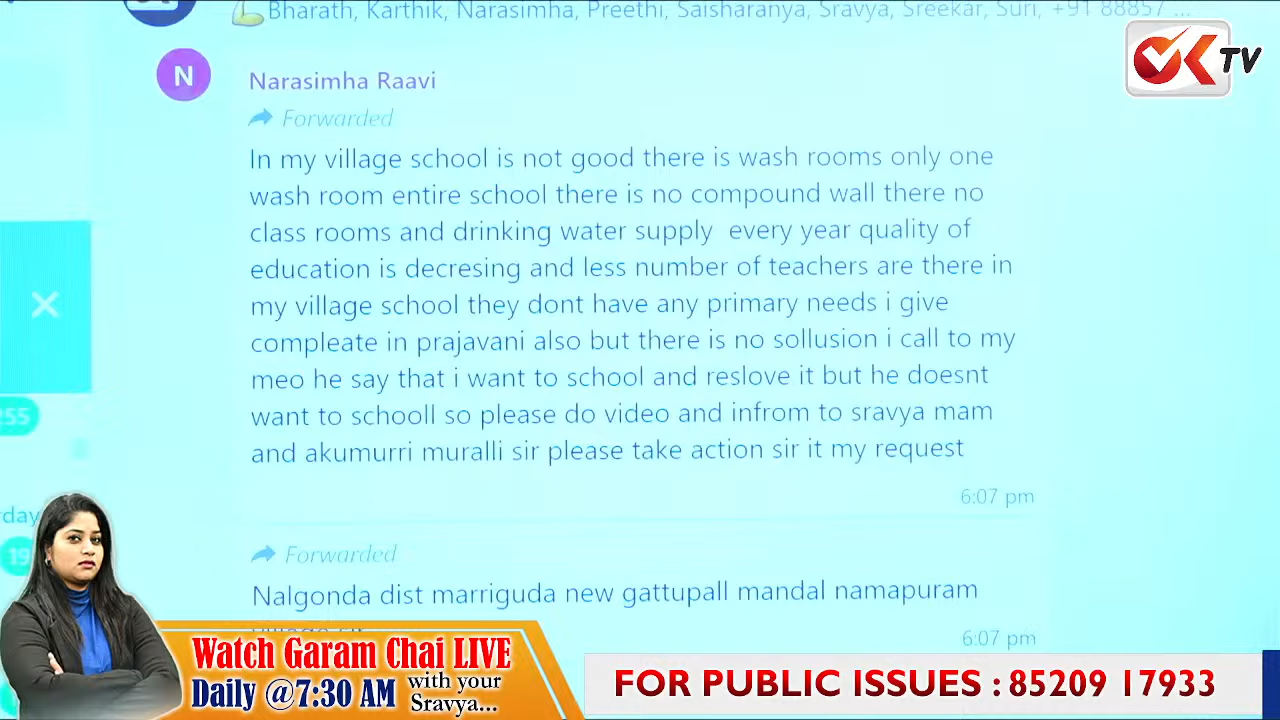 Bharath, Karthik, Narasimha, Preethi, Saisharanya, Sravya, Sreekar, Suri, +91 88857 ...
OK TV
N
Narasimha Raavi
Forwarded
In my village school is not good there is wash rooms only one
wash room entire school there is no compound wall there no
class rooms and drinking water supply every year quality of
education is decresing and less number of teachers are there in
my village school they dont have any primary needs i give
compleate in prajavani also but there is no sollusion i call to my
meo he say that i want to school and reslove it but he doesnt
want to schooll so please do video and infrom to sravya mam
and akumurri muralli sir please take action sir it my request
6:07 pm
255
rday
19
Forwarded
Nalgonda dist marriguda new gattupall mandal namapuram
6:07 pm
Watch Garam Chai LIVE
Daily @7:30 AM with your Sravya...
FOR PUBLIC ISSUES : 85209 17933